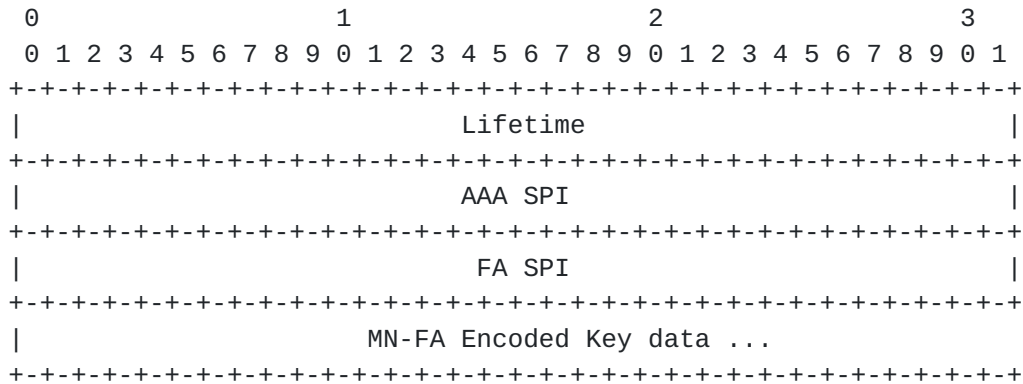 0                   1                   2                   3
 0 1 2 3 4 5 6 7 8 9 0 1 2 3 4 5 6 7 8 9 0 1 2 3 4 5 6 7 8 9 0 1
+-+-+-+-+-+-+-+-+-+-+-+-+-+-+-+-+-+-+-+-+-+-+-+-+-+-+-+-+-+-+-+-+
|                            Lifetime                           |
+-+-+-+-+-+-+-+-+-+-+-+-+-+-+-+-+-+-+-+-+-+-+-+-+-+-+-+-+-+-+-+-+
|                            AAA SPI                            |
+-+-+-+-+-+-+-+-+-+-+-+-+-+-+-+-+-+-+-+-+-+-+-+-+-+-+-+-+-+-+-+-+
|                             FA SPI                            |
+-+-+-+-+-+-+-+-+-+-+-+-+-+-+-+-+-+-+-+-+-+-+-+-+-+-+-+-+-+-+-+-+
|                      MN-FA Encoded Key data ...
+-+-+-+-+-+-+-+-+-+-+-+-+-+-+-+-+-+-+-+-+-+-+-+-+-+-+-+-+-+-+-+-+